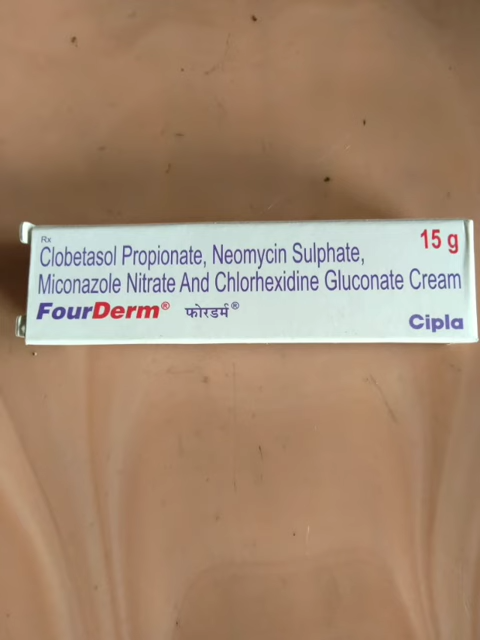 Rx
Clobetasol Propionate, Neomycin Sulphate,
15 g
Miconazole Nitrate And Chlorhexidine Gluconate Cream
FourDerm® फोरडर्म®
Cipla